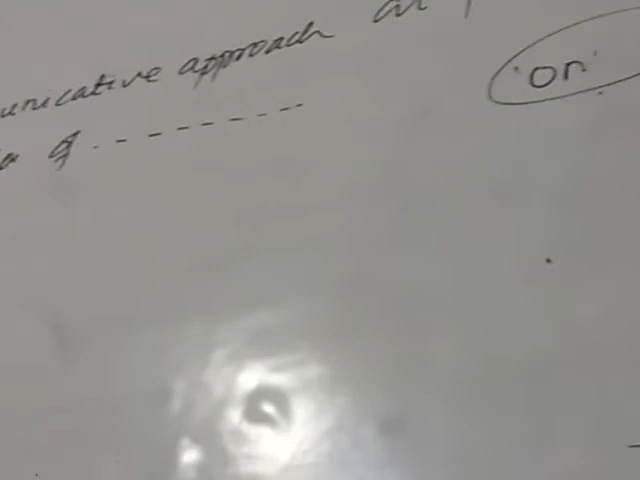 unicative approach
of ---------
'on'